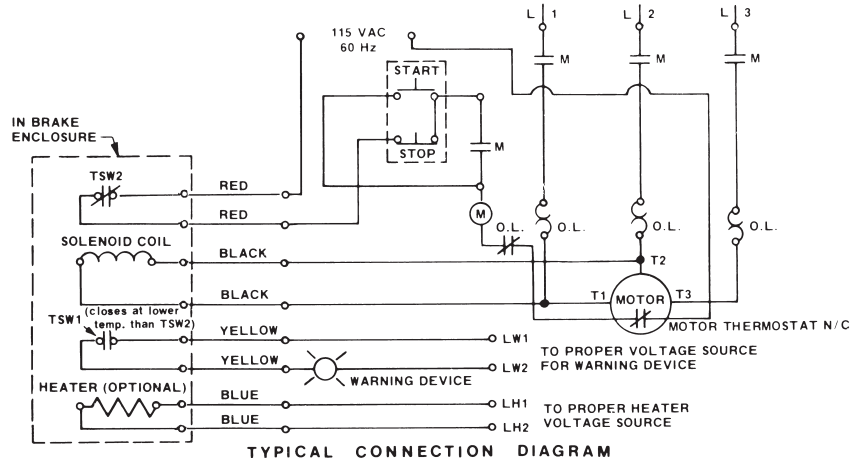 L 1
L 2
L 3
115 VAC
60 Hz
START
M
M
M
IN BRAKE
ENCLOSURE
STOP
M
TSW2
RED
RED
M
O.L.
O.L.
O.L.
O.L.
SOLENOID COIL
BLACK
T2
BLACK
T1
MOTOR
T3
TSW1 (closes at lower
temp. than TSW2)
YELLOW
LW1
MOTOR THERMOSTAT N/C
YELLOW
LW2
TO PROPER VOLTAGE SOURCE
FOR WARNING DEVICE
WARNING DEVICE
HEATER (OPTIONAL)
BLUE
LH1
BLUE
LH2
TO PROPER HEATER
VOLTAGE SOURCE
TYPICAL CONNECTION DIAGRAM